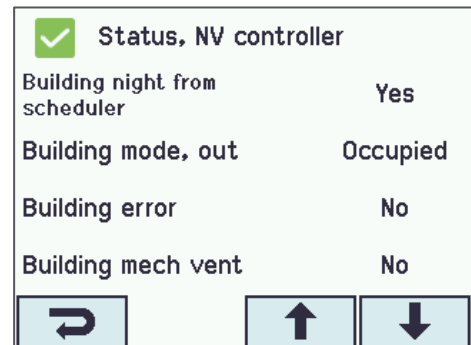 Status, NV controller
Building night from
scheduler
Yes
Building mode, out
Occupied
Building error
No
Building mech vent
No